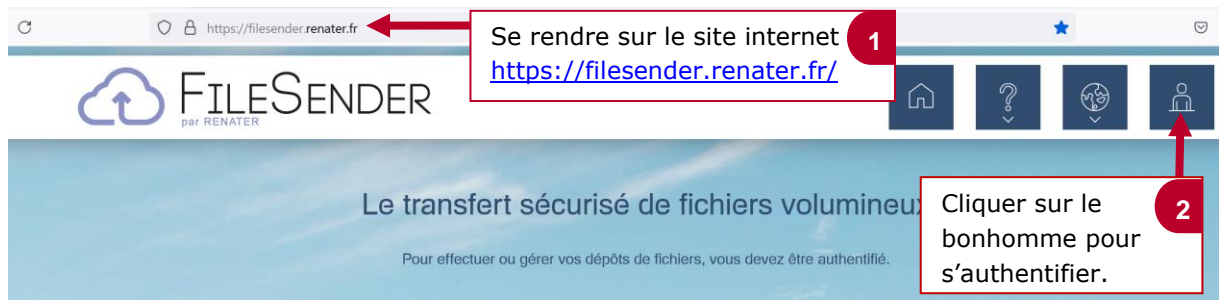 https://filesender.renater.fr
Se rendre sur le site internet
1
https://filesender.renater.fr/
FILESENDER
par RENATER
Le transfert sécurisé de fichiers volumineux
Pour effectuer ou gérer vos dépôts de fichiers, vous devez être authentifié.
Cliquer sur le
2
bonhomme pour
s’authentifier.